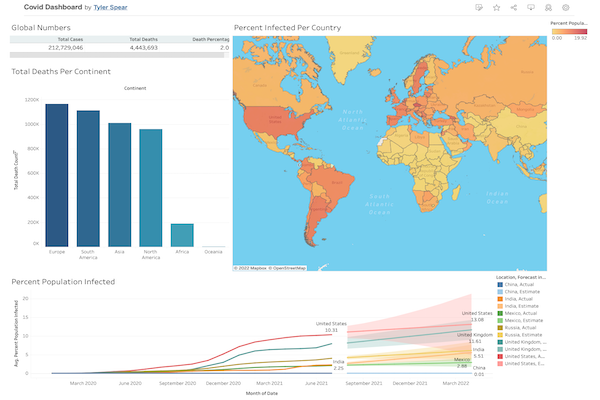 Covid Dashboard by Tyler Spear
Global Numbers
Total Cases Total Deaths Death Percentag
212,729,046 4,443,693 2.0
Total Deaths Per Continent
Continent
Total Death Count
1200K
1000K
800K
600K
400K
200K
0K
Europe
South America
Asia
North America
Africa
Oceania
Percent Infected Per Country
North
Atlantic
Ocean
South
Atlantic
Ocean
Indian
Ocean
© 2022 Mapbox © OpenStreetMap
Percent Popula...
0.00 19.92
Percent Population Infected
Avg. Percent Population Infected
20
15
10
5
0
United States
10.31
India
2.25
United States
13.08
United Kingdom
11.61
India
5.51
Mexico
2.88
China
0.01
March 2020
June 2020
September 2020
December 2020
March 2021
June 2021
September 2021
December 2021
March 2022
Month of Date
Location, Forecast In...
China, Actual
China, Estimate
India, Actual
India, Estimate
Mexico, Actual
Mexico, Estimate
Russia, Actual
Russia, Estimate
United Kingdom, ...
United Kingdom, ...
United States, A...
United States, E...